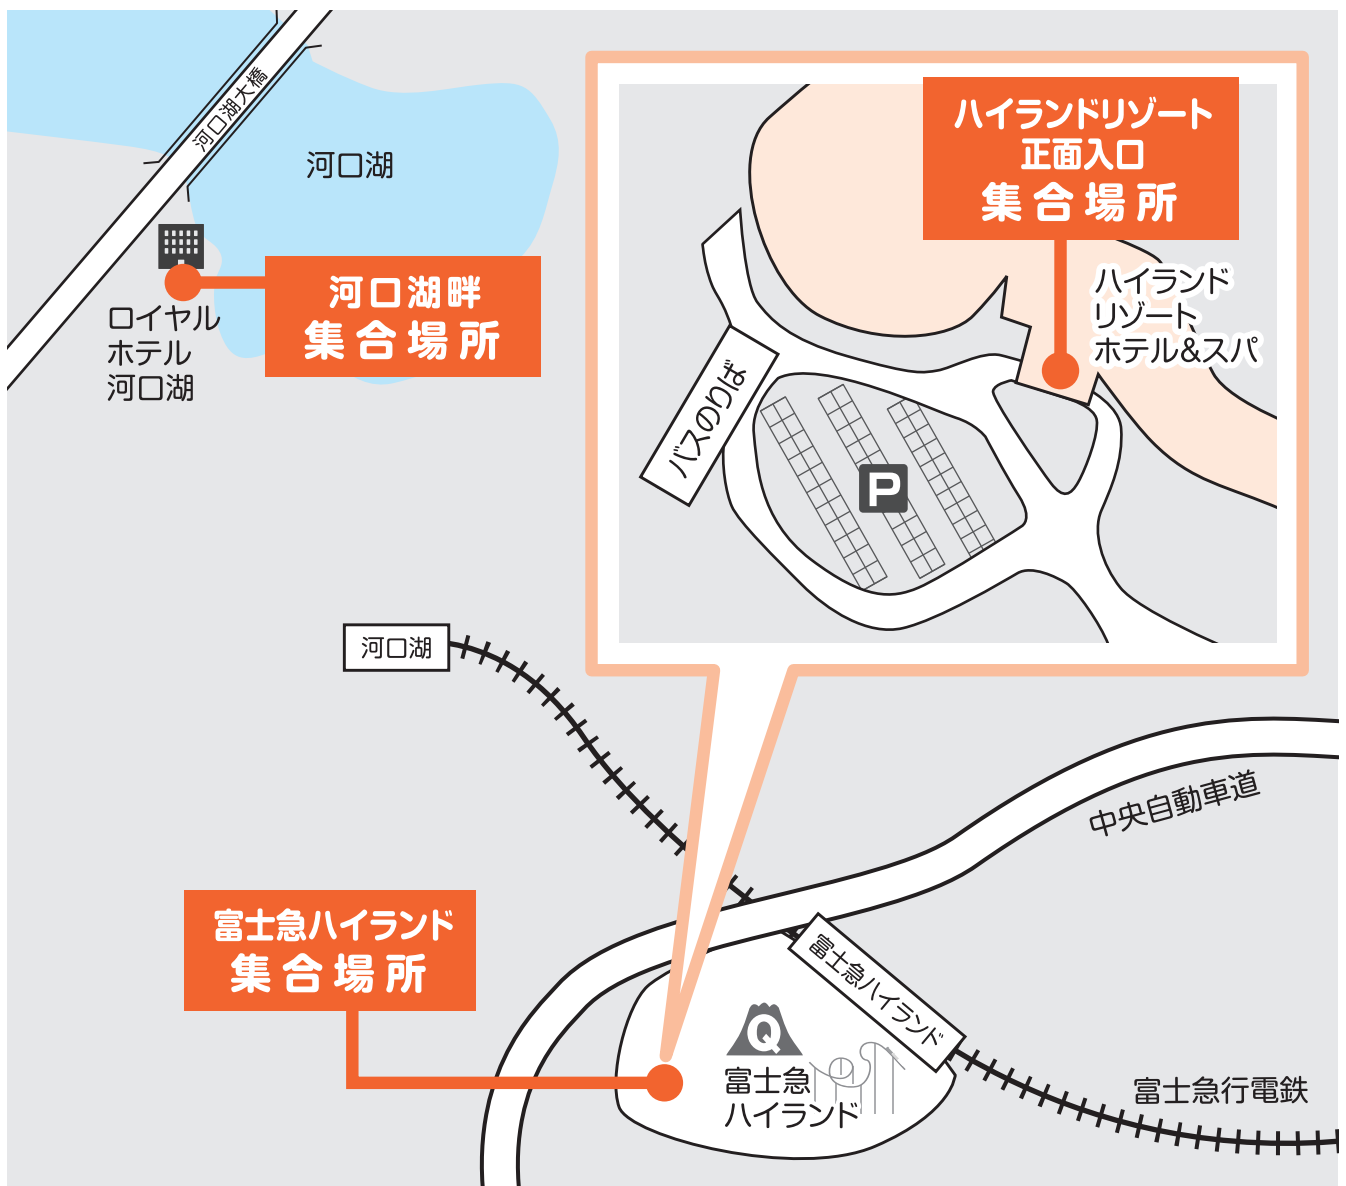 河口湖大橋
河口湖
河口湖畔
集合場所
ロイヤル
ホテル
河口湖
ハイランドリゾート
正面入口
集合場所
ハイランド
リゾート
ホテル&スパ
バスのりば
P
河口湖
中央自動車道
富士急ハイランド
集合場所
富士急ハイランド
Q
富士急
ハイランド
富士急行電鉄